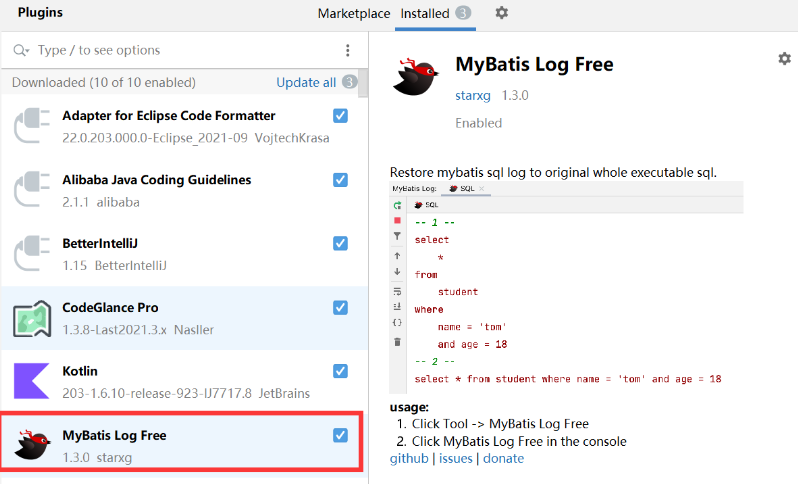 Plugins
Marketplace Installed 3
Type / to see options
Downloaded (10 of 10 enabled) Update all 3
Adapter for Eclipse Code Formatter
22.0.203.000.0-Eclipse_2021-09 VojtechKrasa
Alibaba Java Coding Guidelines
2.1.1 alibaba
BetterIntelliJ
1.15 BetterIntelliJ
CodeGlance Pro
1.3.8-Last2021.3.x Nasller
Kotlin
203-1.6.10-release-923-IJ7717.8 JetBrains
MyBatis Log Free
1.3.0 starxg
MyBatis Log Free
starxg 1.3.0
Enabled
Restore mybatis sql log to original whole executable sql.
MyBatis Log: SQL
SQL
-- 1 --
select
*
from
student
where
name = 'tom'
and age = 18
-- 2 --
select * from student where name = 'tom' and age = 18
usage:
1. Click Tool -> MyBatis Log Free
2. Click MyBatis Log Free in the console
github | issues | donate